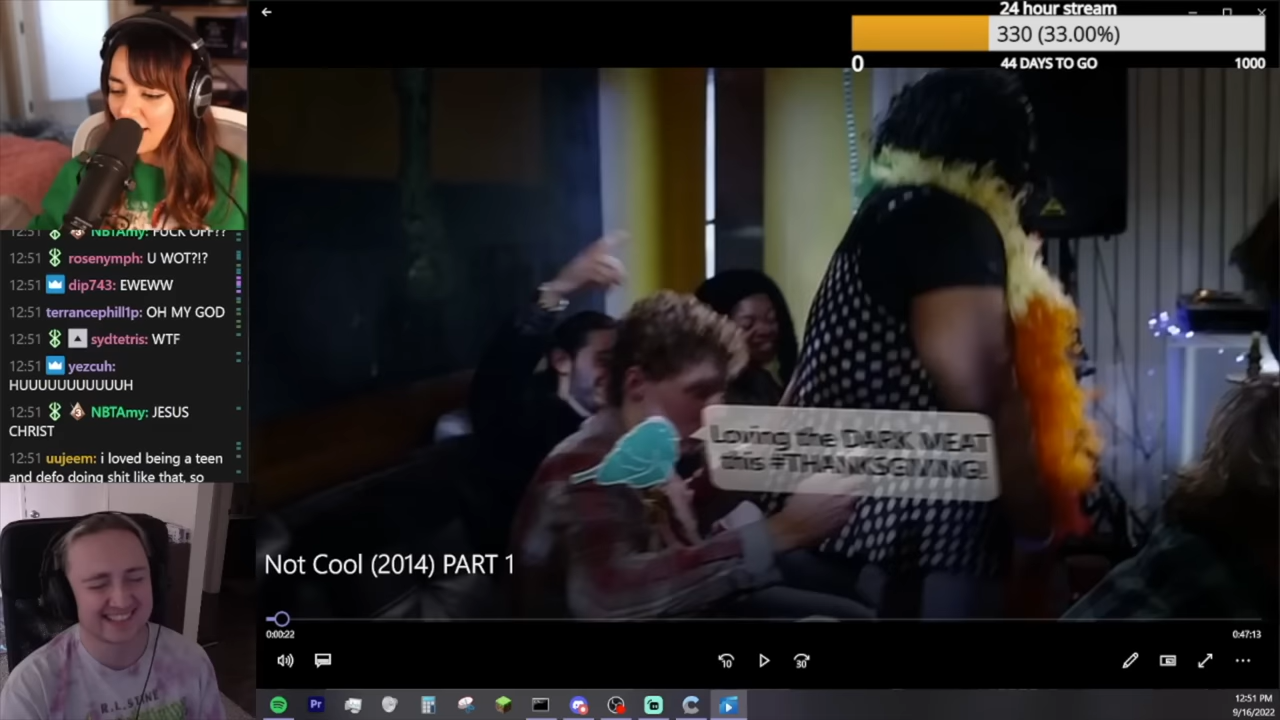 24 hour stream
330 (33.00%)
0
44 DAYS TO GO
1000
12:51 NBTAmy: FUCK OFF??
12:51 rosenymph: U WOT?!?
12:51 dip743: EWEWW
terrancephill1p: OH MY GOD
12:51 sydtetris: WTF
12:51 yezcuh:
HUUUUUUUUUUUH
12:51 NBTAmy: JESUS
CHRIST
12:51 uujeem: i loved being a teen
and defo doing shit like that, so
Loving the DARK MEAT
this #THANKSGIVING!
Not Cool (2014) PART 1
0:00:22
0:47:13
10
30
R.L. STINE
Pr
12:51 PM
9/16/2022